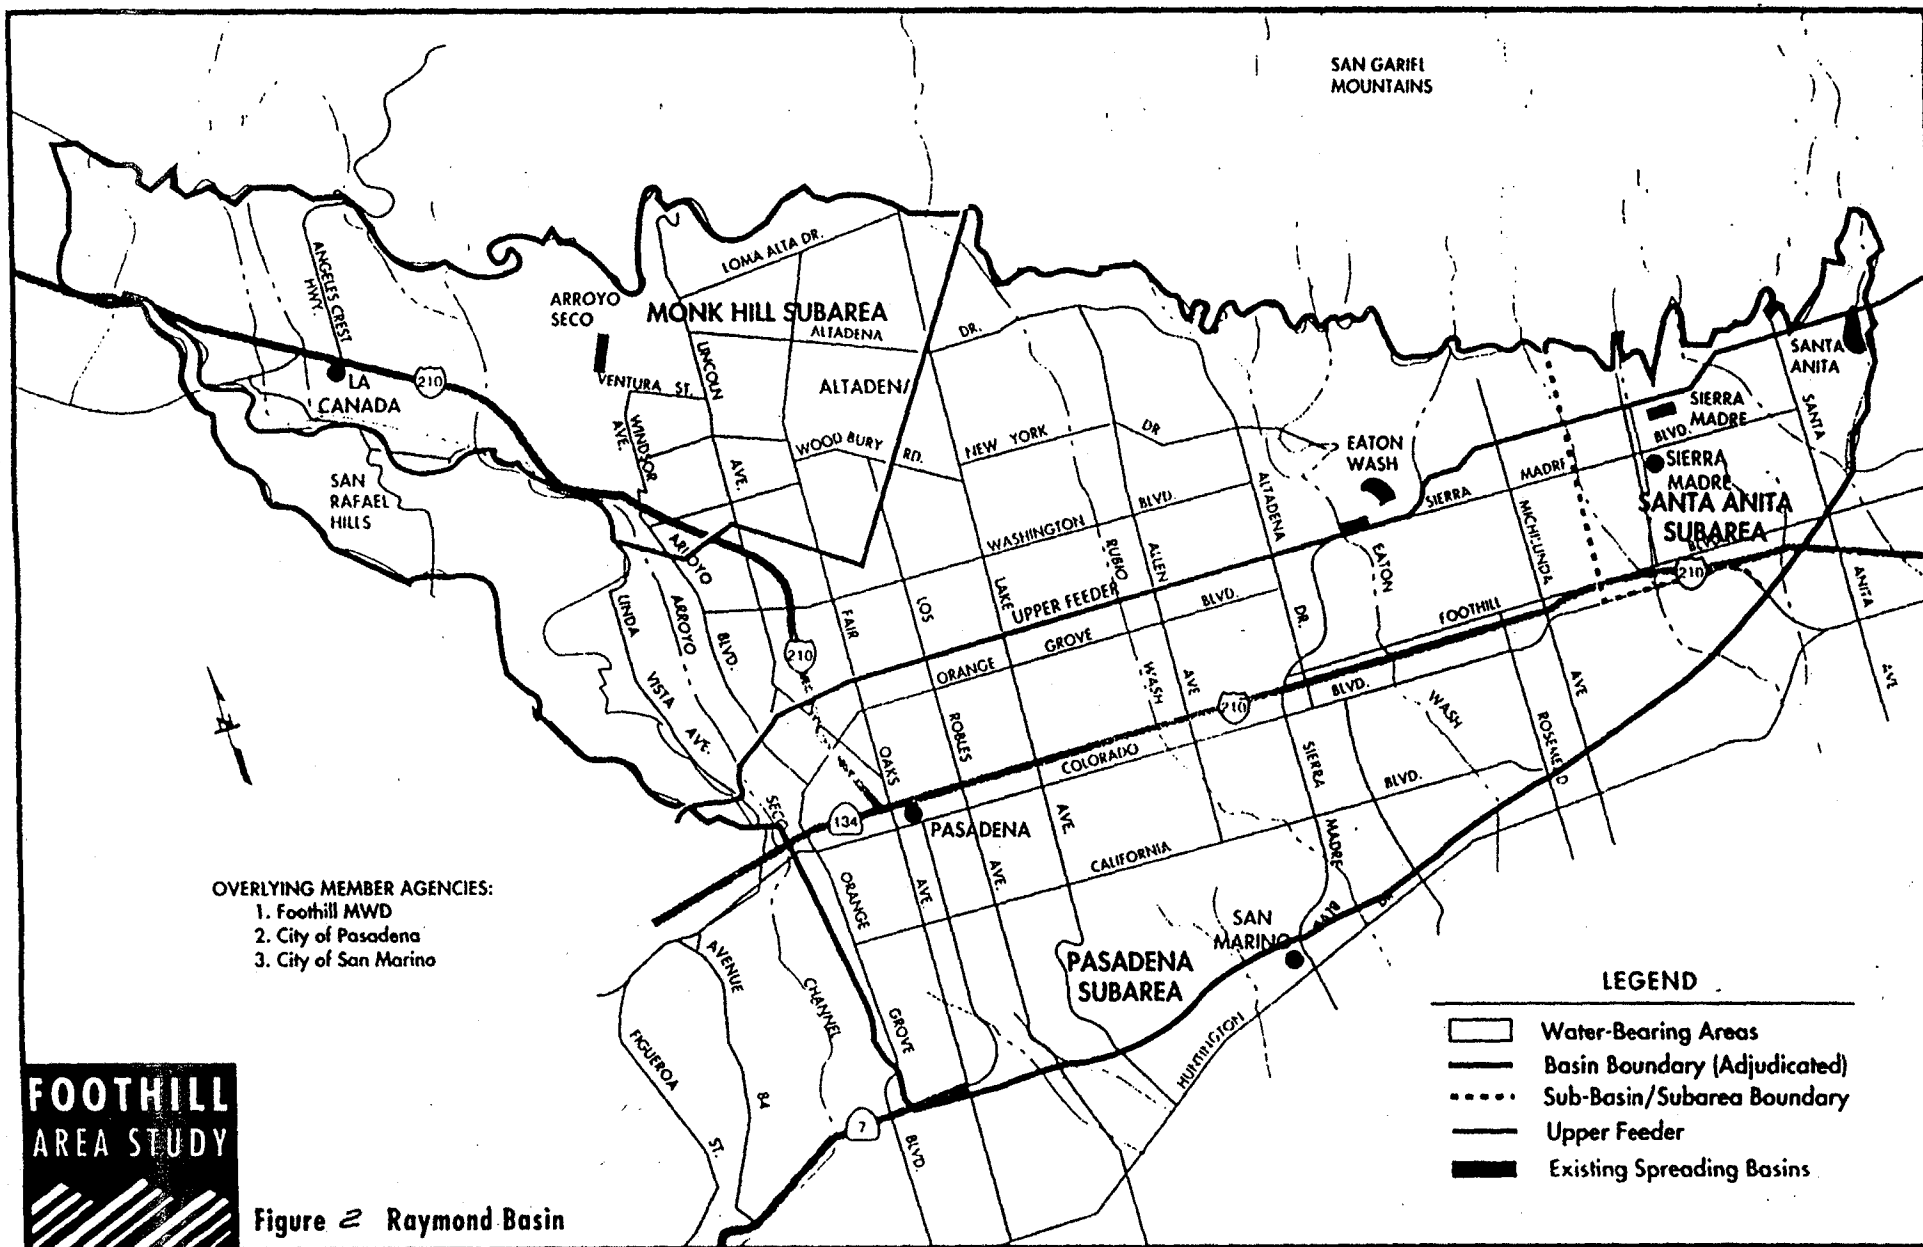 SAN GARIEL
MOUNTAINS
ANGELES CREST
HWY.
ARROYO
SECO
LOMA ALTA DR.
MONK HILL SUBAREA
ALTADENA
DR.
LINCOLN
AVE.
VENTURA ST.
ALTADENA
WINDSOR
AVE.
WOODBURY
RD.
NEW YORK
DR
210
LA
CANADA
SAN
RAFAEL
HILLS
EATON
WASH
SANTA
ANITA
SIERRA
MADRE
BLVD.
SIERRA
MADRE
SANTA ANITA
SUBAREA
BLVD.
210
SIERRA
MADRE
SANTA
ANITA
AVE
ALTADENA
DR.
WASHINGTON
BLVD.
RUBIO
WASH
ALLEN
AVE
EATON
WASH
MICHILLINDA
AVE
ROSEMEAD
FOOTHILL
BLVD.
UPPER FEEDER
ORANGE
GROVE
BLVD.
LAKE
AVE.
LOS
ROBLES
AVE.
FAIR
OAKS
AVE.
ARROYO
BLVD.
ARROYO
SECO
LINDA
VISTA
AVE.
210
210
COLORADO
134
PASADENA
CALIFORNIA
BLVD.
SIERRA
MADRE
BLVD
SAN
MARINO
PASADENA
SUBAREA
HUNTINGTON
DR
ORANGE
GROVE
BLVD.
CHANNEL
AVENUE
64
FIGUEROA
ST.
7
OVERLYING MEMBER AGENCIES:
1. Foothill MWD
2. City of Pasadena
3. City of San Marino
LEGEND
Water-Bearing Areas
Basin Boundary (Adjudicated)
Sub-Basin/Subarea Boundary
Upper Feeder
Existing Spreading Basins
FOOTHILL
AREA STUDY
Figure 2 Raymond Basin